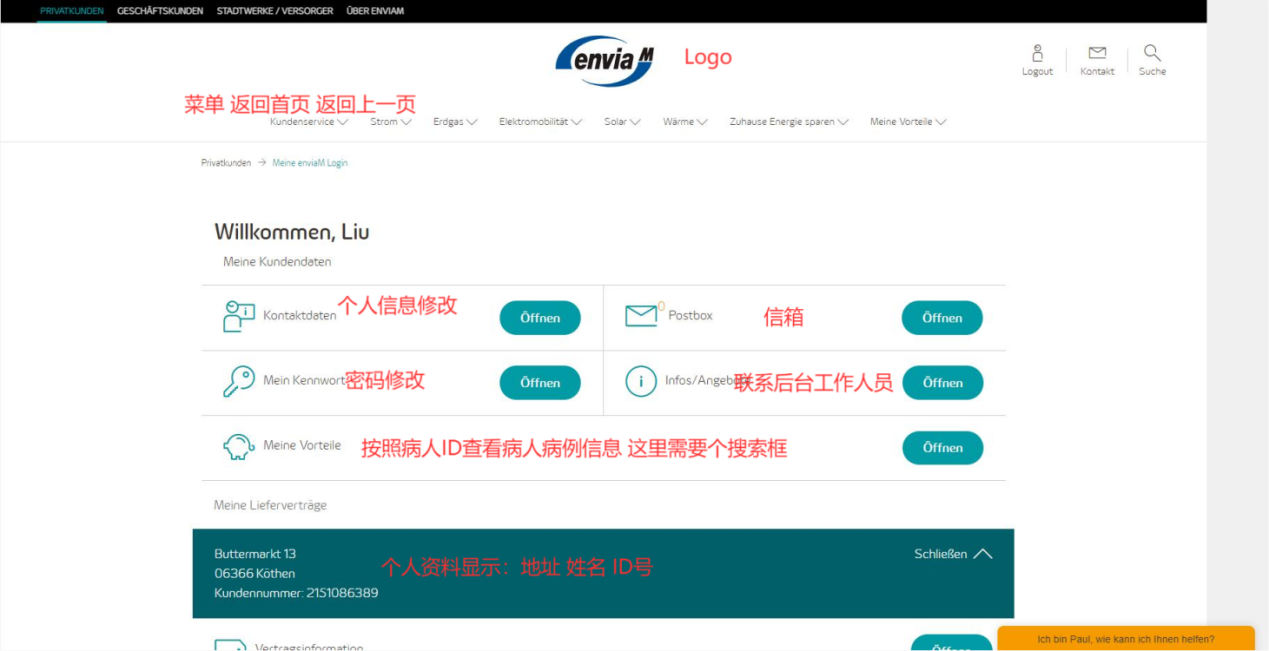 PRIVATKUNDEN GESCHÄFTSKUNDEN STADTWERKE / VERSORGER ÜBER ENVIAM
envia M Logo
Logout Kontakt Suche
菜单 返回首页 返回上一页
Kundenservice Strom Erdgas Elektromobilität Solar Wärme Zuhause Energie sparen Meine Vorteile
Privatkunden → Meine enviaM Login
Willkommen, Liu
Meine Kundendaten
Kontaktdaten 个人信息修改 Öffnen
0 Postbox 信箱 Öffnen
Mein Kennwort 密码修改 Öffnen
Infos/Angebote 联系后台工作人员 Öffnen
Meine Vorteile 按照病人ID查看病人病例信息 这里需要个搜索框 Öffnen
Meine Lieferverträge
Buttermarkt 13 Schließen
06366 Köthen 个人资料显示：地址 姓名 ID号
Kundennummer: 2151086389
Vertragsinformation Öffnen
Ich bin Paul, wie kann ich Ihnen helfen?